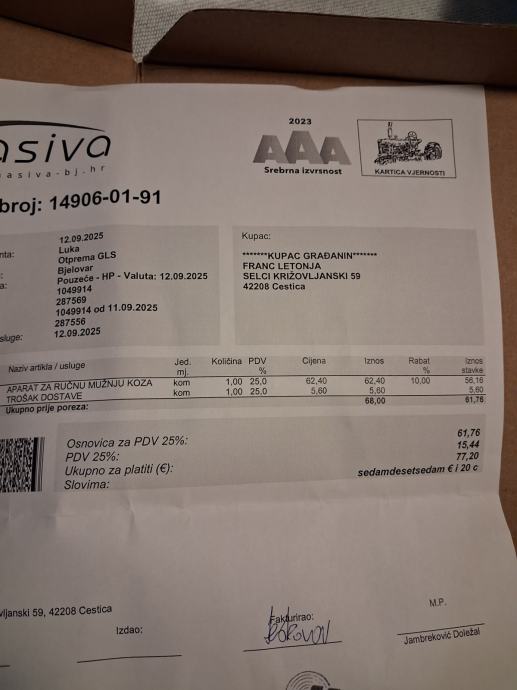 asiva
asiva-bj.hr
2023
AAA
Srebrna izvrsnost
KARTICA VJERNOSTI
broj: 14906-01-91
12.09.2025
Luka
Otprema GLS
Bjelovar
Pouzeće - HP - Valuta: 12.09.2025
1049914
287569
1049914 od 11.09.2025
287556
12.09.2025
nta:
a:
sluge:
Kupac:
*******KUPAC GRAĐANIN*******
FRANC LETONJA
SELCI KRIŽOVLJANSKI 59
42208 Cestica
Naziv artikla / usluge Jed. mj. Količina PDV % Cijena Iznos Rabat % Iznos stavke
APARAT ZA RUČNU MUŽNJU KOZA kom 1,00 25,0 62,40 62,40 10,00 56,16
TROŠAK DOSTAVE kom 1,00 25,0 5,60 5,60 5,60
Ukupno prije poreza: 68,00 61,76
Osnovica za PDV 25%: 61,76
PDV 25%: 15,44
Ukupno za platiti (€): 77,20
Slovima: sedamdesetsedam € i 20 c
vljanski 59, 42208 Cestica
Izdao:
Fakturirao:
M.P.
Jambreković Doležal